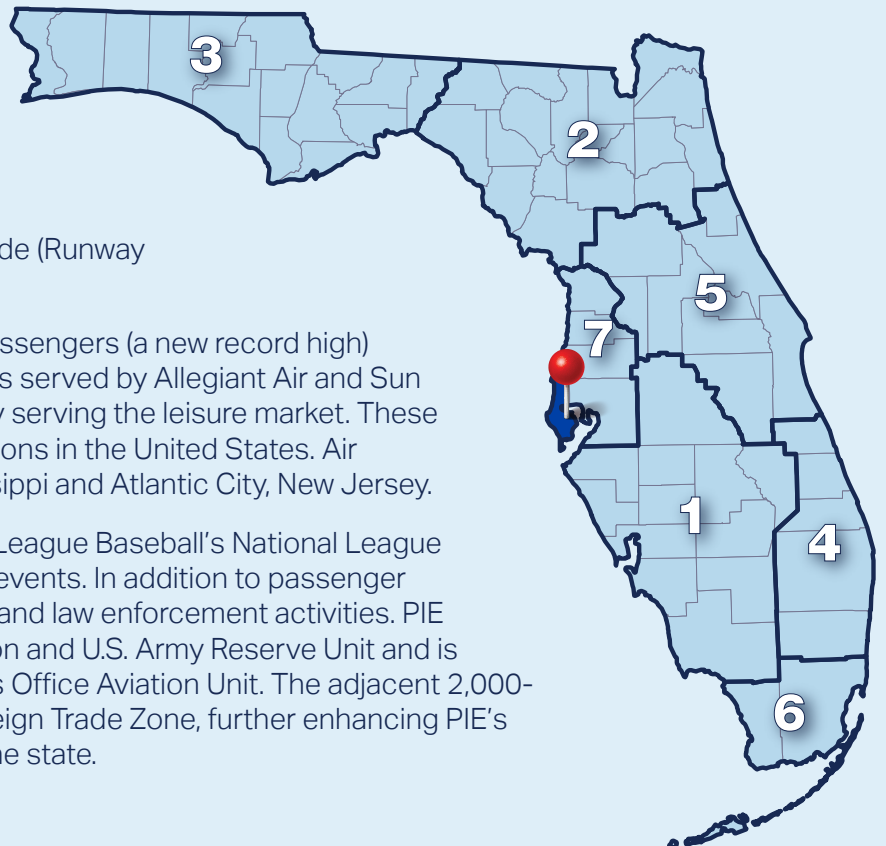 3
2
5
7
1
4
6
de (Runway
ssengers (a new record high)
s served by Allegiant Air and Sun
y serving the leisure market. These
ons in the United States. Air
sippi and Atlantic City, New Jersey.
League Baseball's National League
events. In addition to passenger
and law enforcement activities. PIE
on and U.S. Army Reserve Unit and is
s Office Aviation Unit. The adjacent 2,000-
eign Trade Zone, further enhancing PIE's
he state.